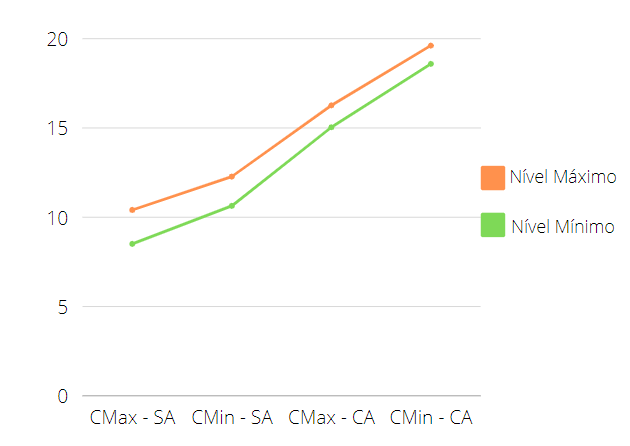 20
15
10
5
0
CMax - SA
CMin - SA
CMax - CA
CMin - CA
Nível Máximo
Nível Mínimo